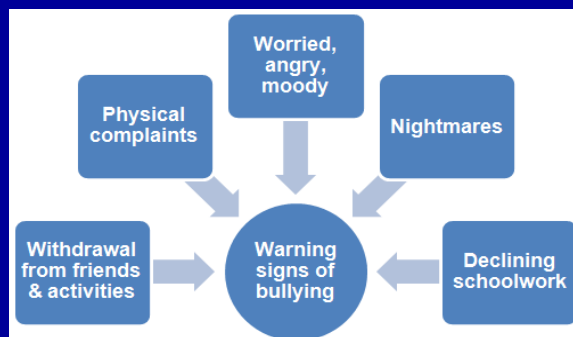 Worried,
angry,
moody
Physical
complaints
Nightmares
Withdrawal
from friends
& activities
Warning
signs of
bullying
Declining
schoolwork